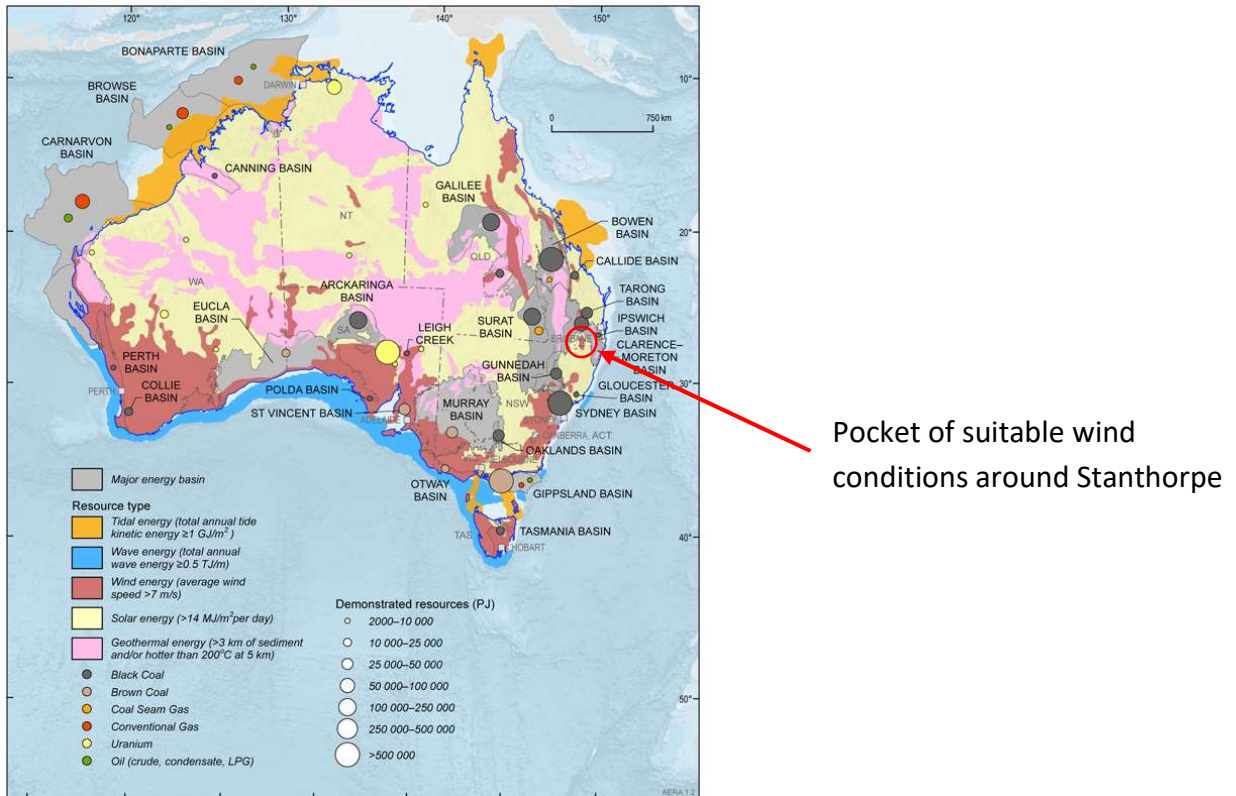 120°
130°
140°
150°
BONAPARTE BASIN
BROWSE
BASIN
DARWIN
10°
0
750 km
CARNARVON
BASIN
CANNING BASIN
GALILEE
BASIN
NT
BOWEN
BASIN
20°
QLD
CALLIDE BASIN
WA
ARCKARINGA
BASIN
TARONG
BASIN
EUCLA
BASIN
SA
LEIGH
CREEK
SURAT
BASIN
IPSWICH
BASIN
BRISBANE
CLARENCE–
MORETON
BASIN
PERTH
BASIN
GUNNEDAH
BASIN
COLLIE
BASIN
PERTH
POLDA BASIN
30°
GLOUCESTER
BASIN
NSW
MURRAY
BASIN
SYDNEY BASIN
ST VINCENT BASIN
ADELAIDE
SYDNEY
CANBERRA, ACT
OAKLANDS BASIN
MELBOURNE
OTWAY
BASIN
GIPPSLAND BASIN
TAS
TASMANIA BASIN
HOBART
40°
50°
Major energy basin
Resource type
Tidal energy (total annual tide
kinetic energy ≥1 GJ/m² )
Wave energy (total annual
wave energy ≥0.5 TJ/m)
Wind energy (average wind
speed >7 m/s)
Solar energy (>14 MJ/m²per day)
Geothermal energy (>3 km of sediment
and/or hotter than 200°C at 5 km)
Black Coal
Brown Coal
Coal Seam Gas
Conventional Gas
Uranium
Oil (crude, condensate, LPG)
Demonstrated resources (PJ)
2000–10 000
10 000–25 000
25 000–50 000
50 000–100 000
100 000–250 000
250 000–500 000
>500 000
AERA 1.2
Pocket of suitable wind
conditions around Stanthorpe